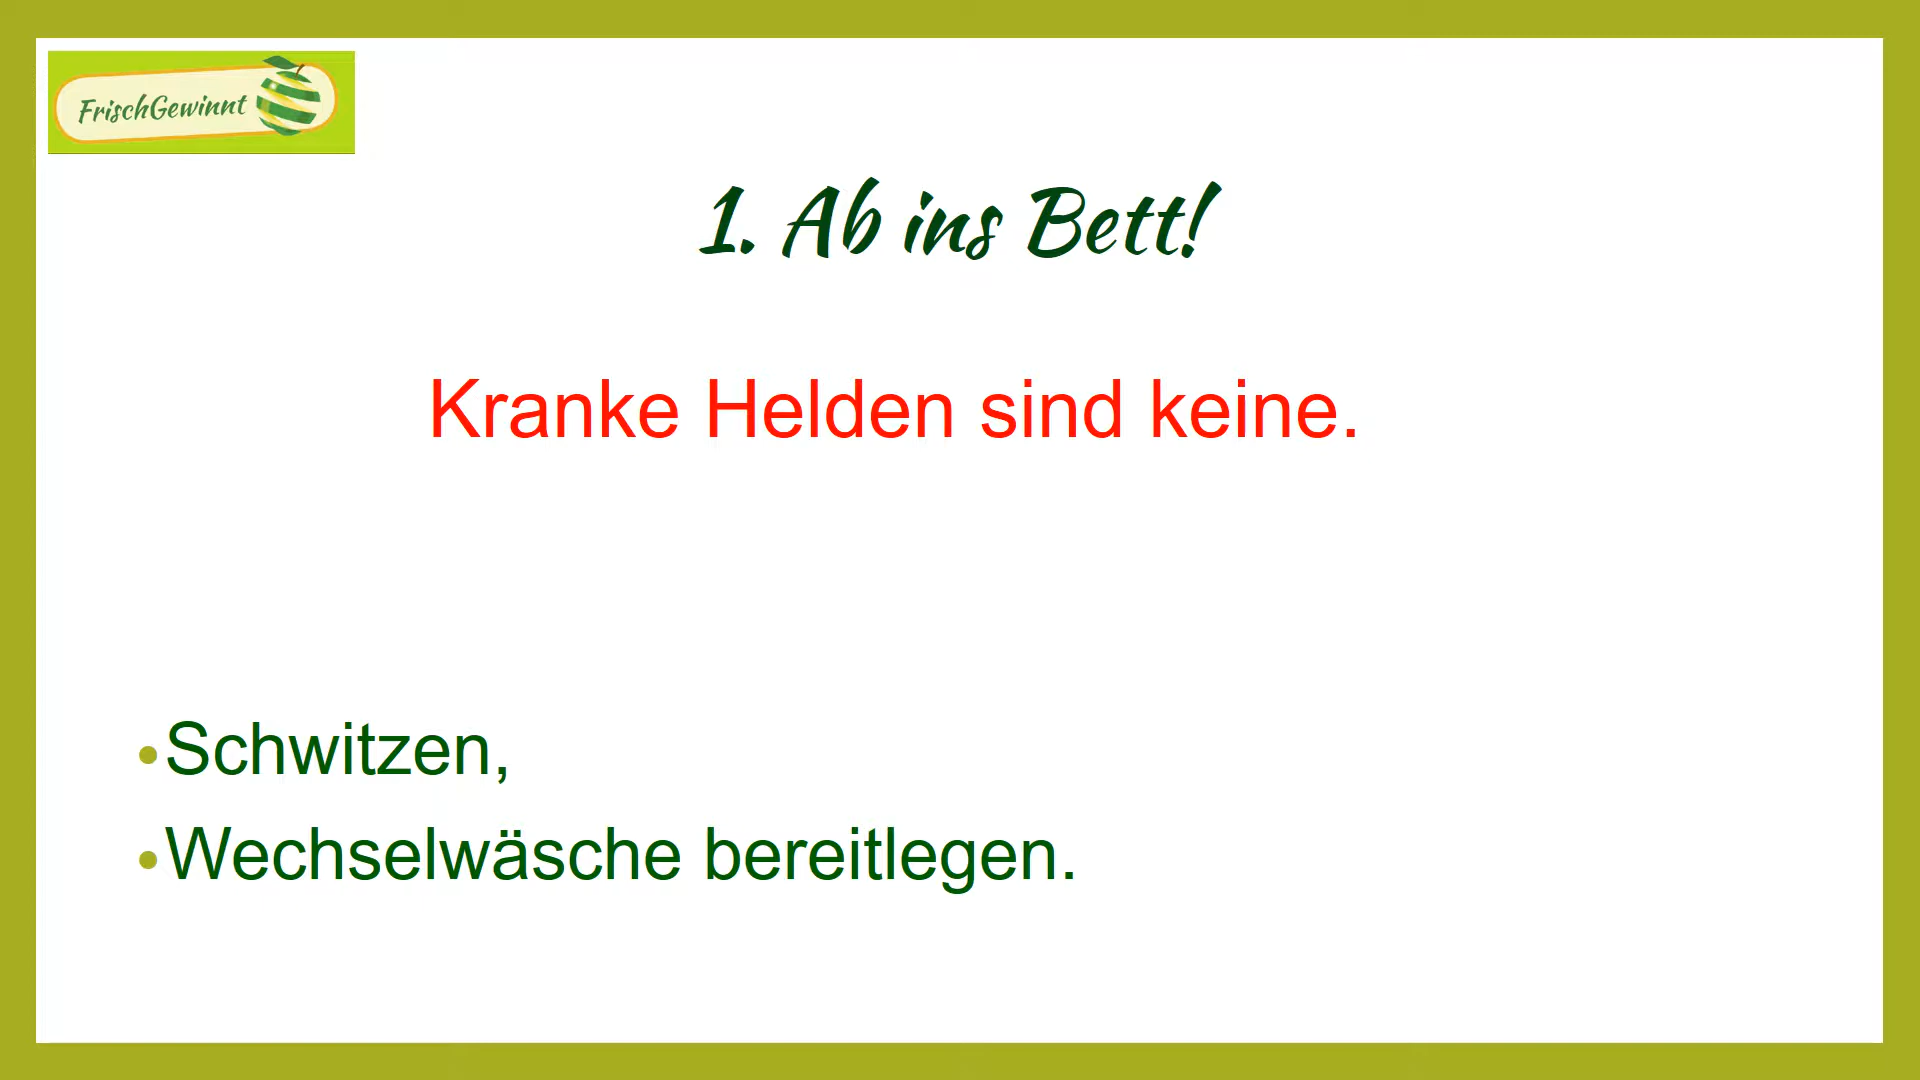 FrischGewinnt
1. Ab ins Bett!
Kranke Helden sind keine.
•Schwitzen,
•Wechselwäsche bereitlegen.